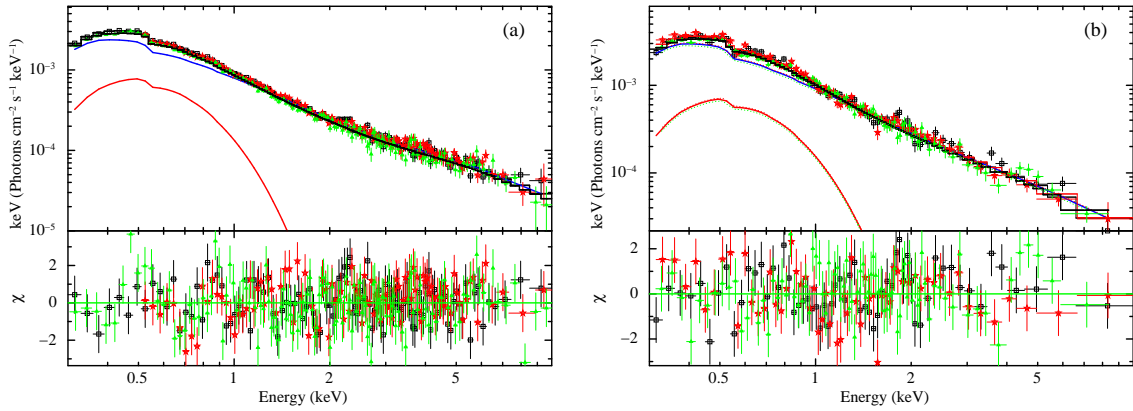 (a)
keV (Photons cm⁻² s⁻¹ keV⁻¹)
10⁻³
10⁻⁴
10⁻⁵
χ
2
0
−2
0.5 1 2 5
Energy (keV)
(b)
keV (Photons cm⁻² s⁻¹ keV⁻¹)
10⁻³
10⁻⁴
χ
2
0
−2
0.5 1 2 5
Energy (keV)